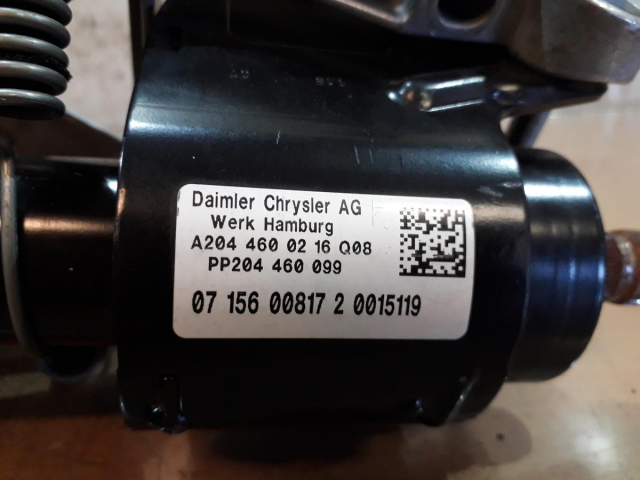 Daimler Chrysler AG
Werk Hamburg
A204 460 02 16 Q08
PP204 460 099
07 156 00817 2 0015119